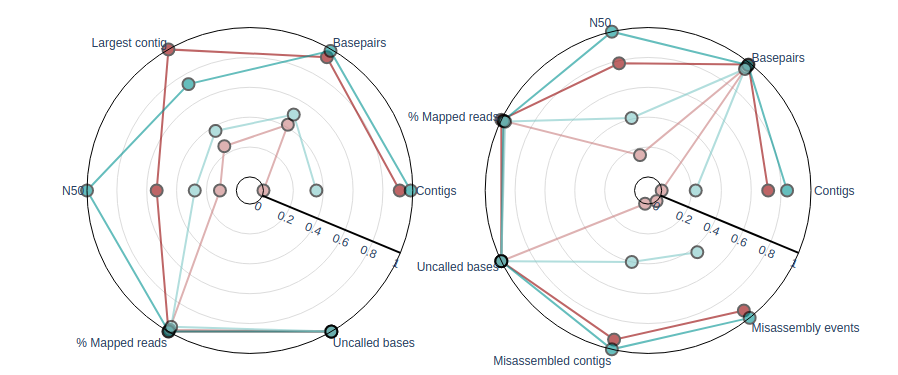 Largest contig
Basepairs
N50
Contigs
0
0.2
0.4
0.6
0.8
1
% Mapped reads
Uncalled bases
N50
Basepairs
% Mapped reads
Contigs
0
0.2
0.4
0.6
0.8
1
Uncalled bases
Misassembly events
Misassembled contigs